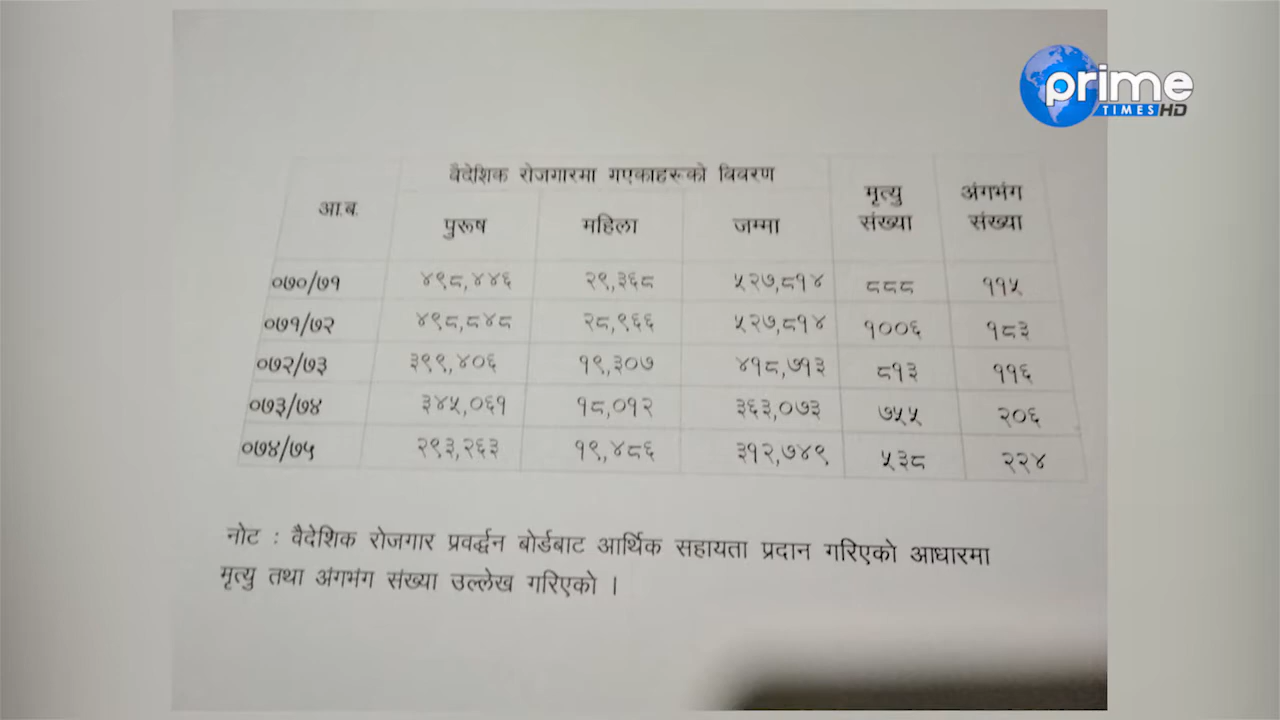 prime
TIMES HD
आ.ब. वैदेशिक रोजगारमा गएकाहरूको विवरण मृत्यु संख्या अंगभंग संख्या
पुरूष महिला जम्मा
०७०/७१ ४९८,४४६ २९,३६८ ५२७,८१४ ८८८ ११५
०७१/७२ ४९८,८४८ २८,९६६ ५२७,८१४ १००६ १८३
०७२/७३ ३९९,४०६ १९,३०७ ४१८,७१३ ८१३ ११६
०७३/७४ ३४५,०६१ १८,०१२ ३६३,०७३ ७५५ २०६
०७४/७५ २९३,२६३ १९,४८६ ३१२,७४९ ५३८ २२४
नोट : वैदेशिक रोजगार प्रवर्द्धन बोर्डबाट आर्थिक सहायता प्रदान गरिएको आधारमा
मृत्यु तथा अंगभंग संख्या उल्लेख गरिएको ।